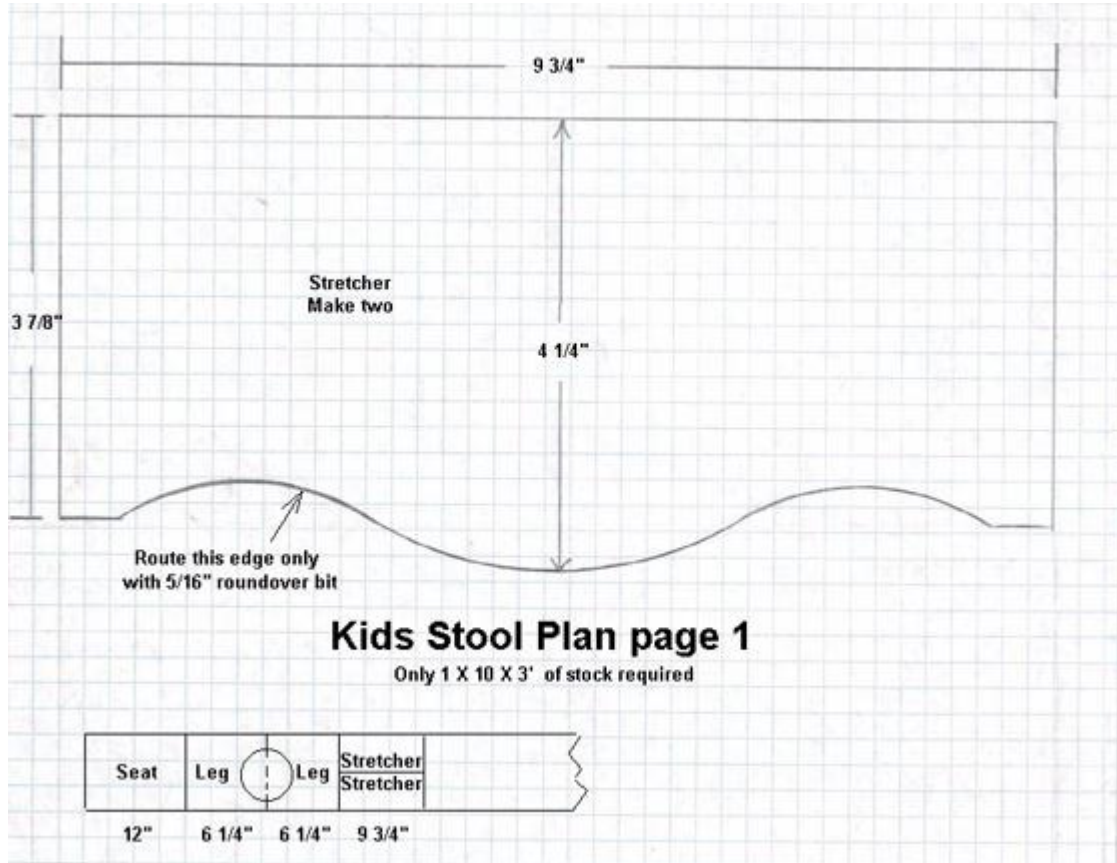 9 3/4"
Stretcher
Make two
3 7/8"
4 1/4"
Route this edge only
with 5/16" roundover bit
Kids Stool Plan page 1
Only 1 X 10 X 3' of stock required
Seat
Leg
Leg
Stretcher
Stretcher
12"
6 1/4"
6 1/4"
9 3/4"